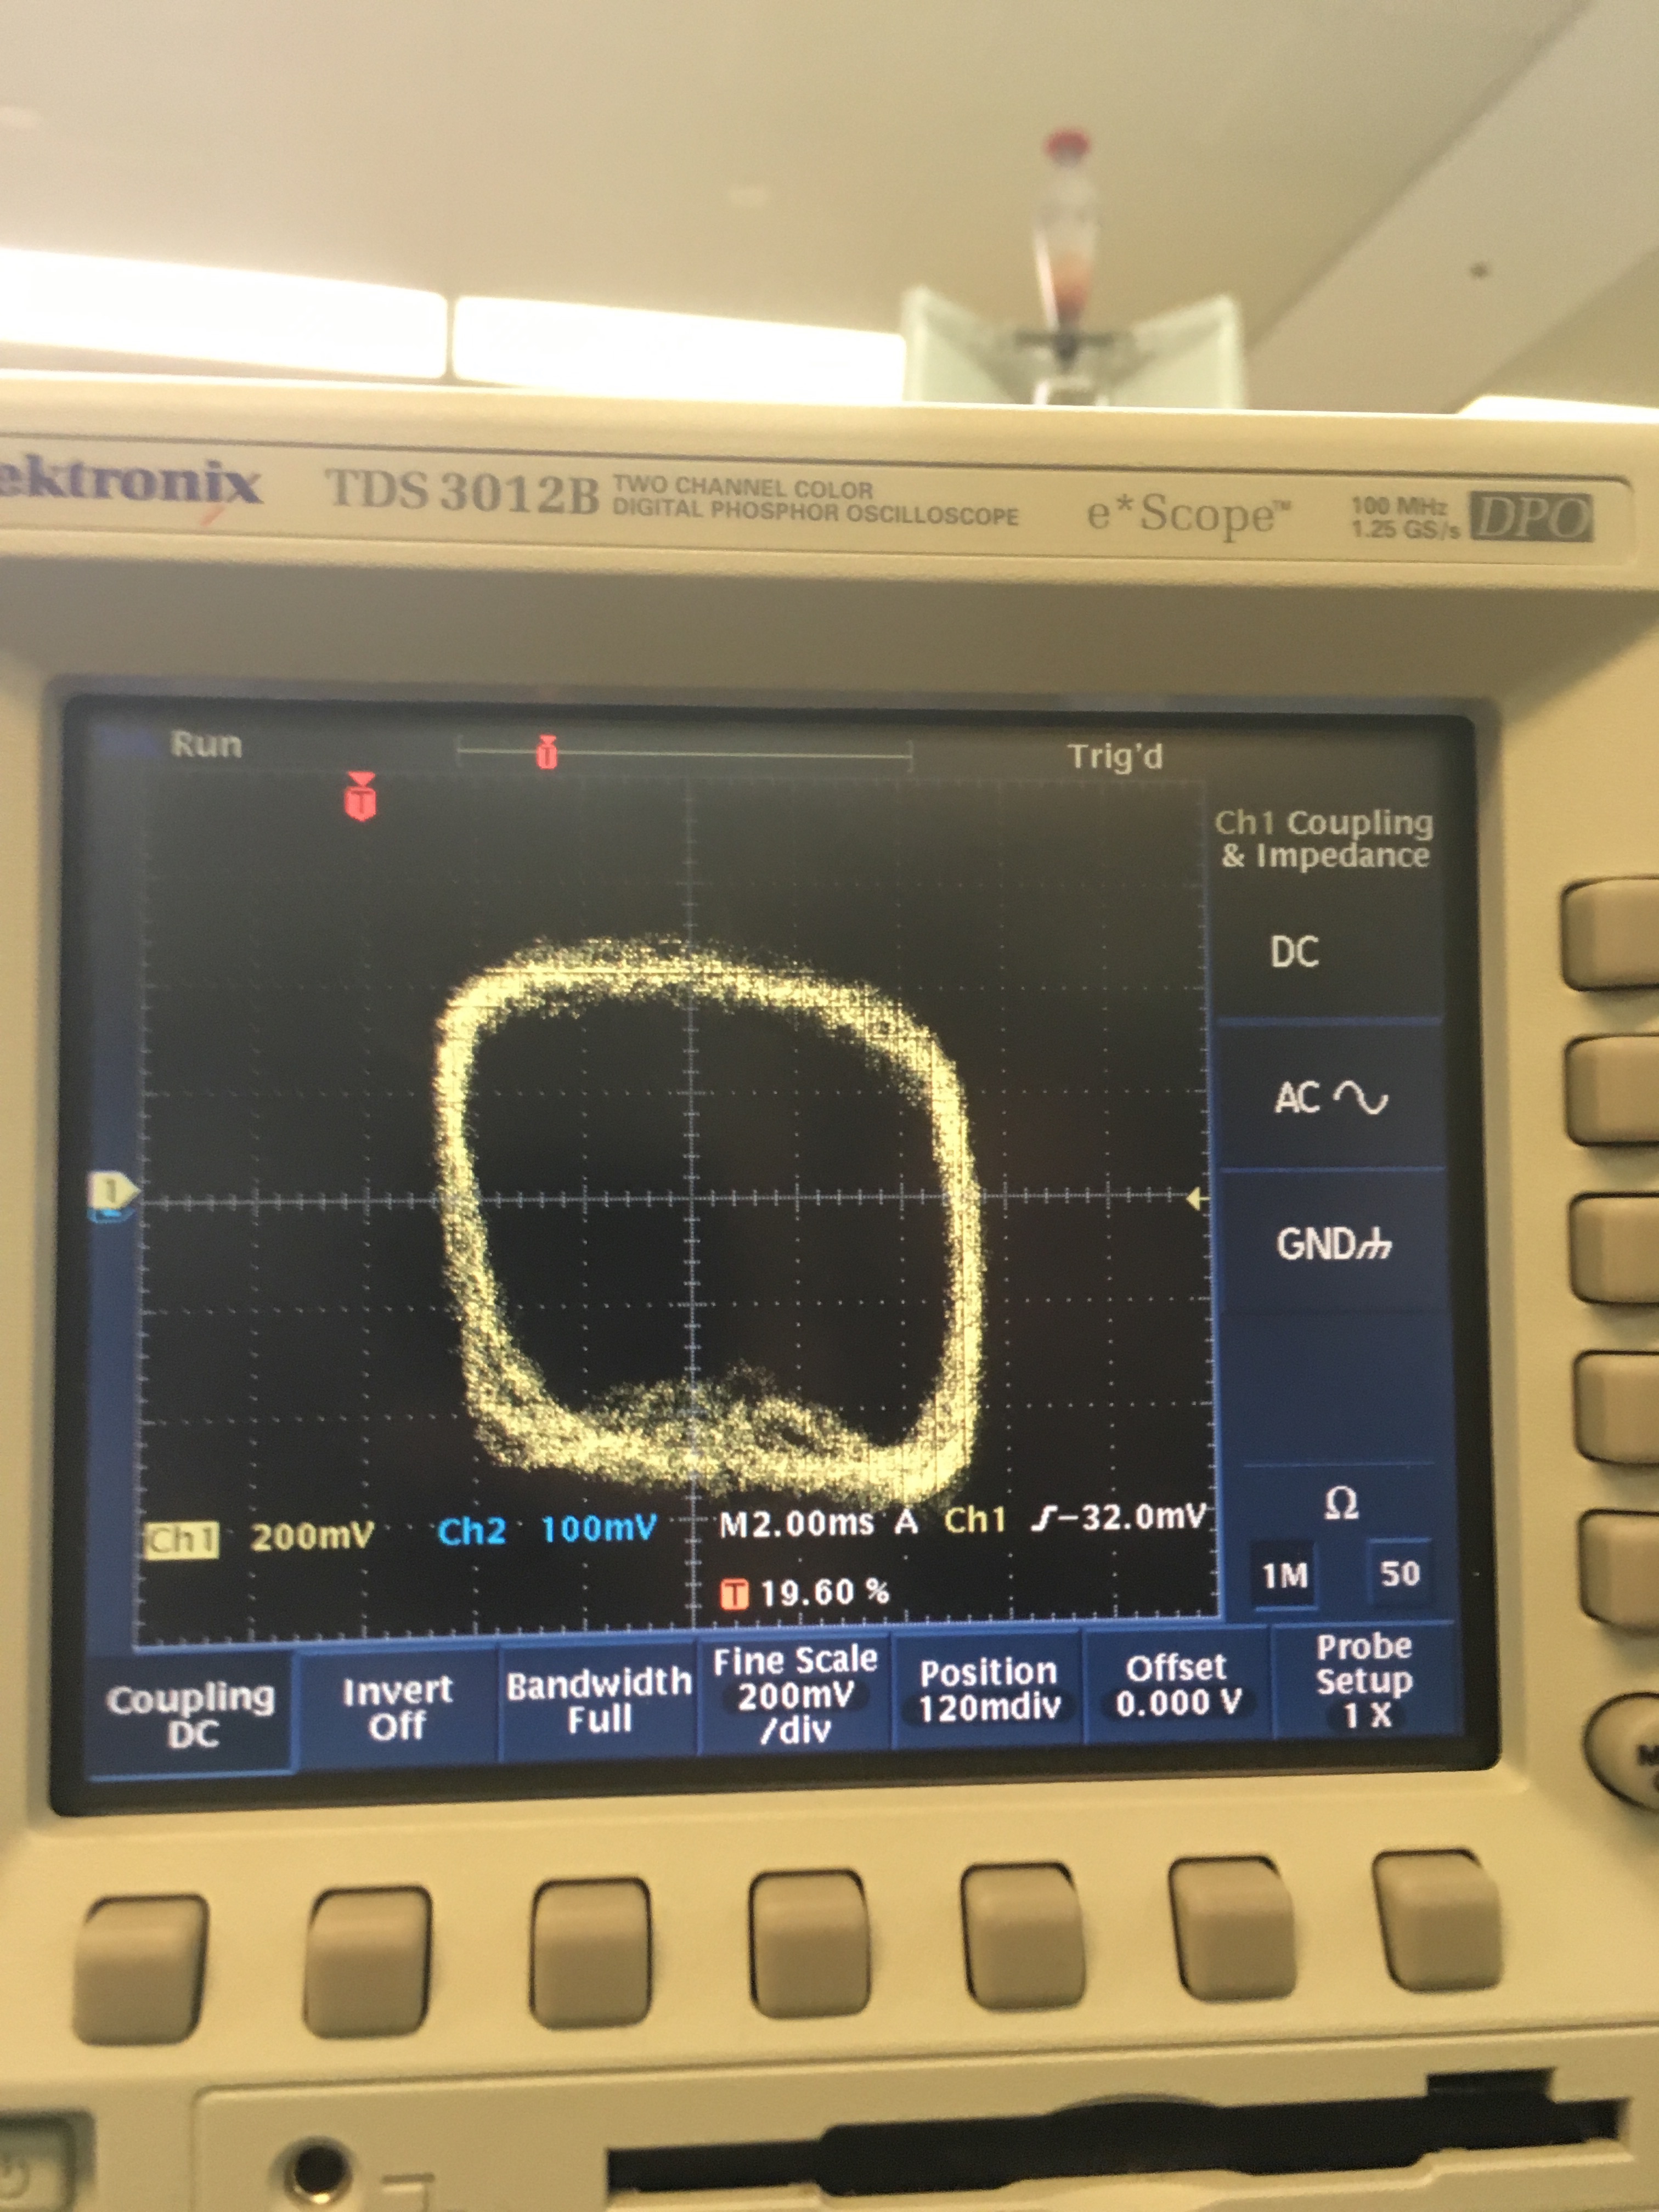 ektronix TDS 3012B TWO CHANNEL COLOR
DIGITAL PHOSPHOR OSCILLOSCOPE e*Scope™ 100 MHz
1.25 GS/s DPO
Run T Trig'd
T
Ch1 Coupling
& Impedance
DC
AC
1
GND
Ω
1M 50
Ch1 200mV Ch2 100mV M2.00ms A Ch1 -32.0mV
T 19.60 %
Coupling
DC
Invert
Off
Bandwidth
Full
Fine Scale
200mV
/div
Position
120mdiv
Offset
0.000 V
Probe
Setup
1 X